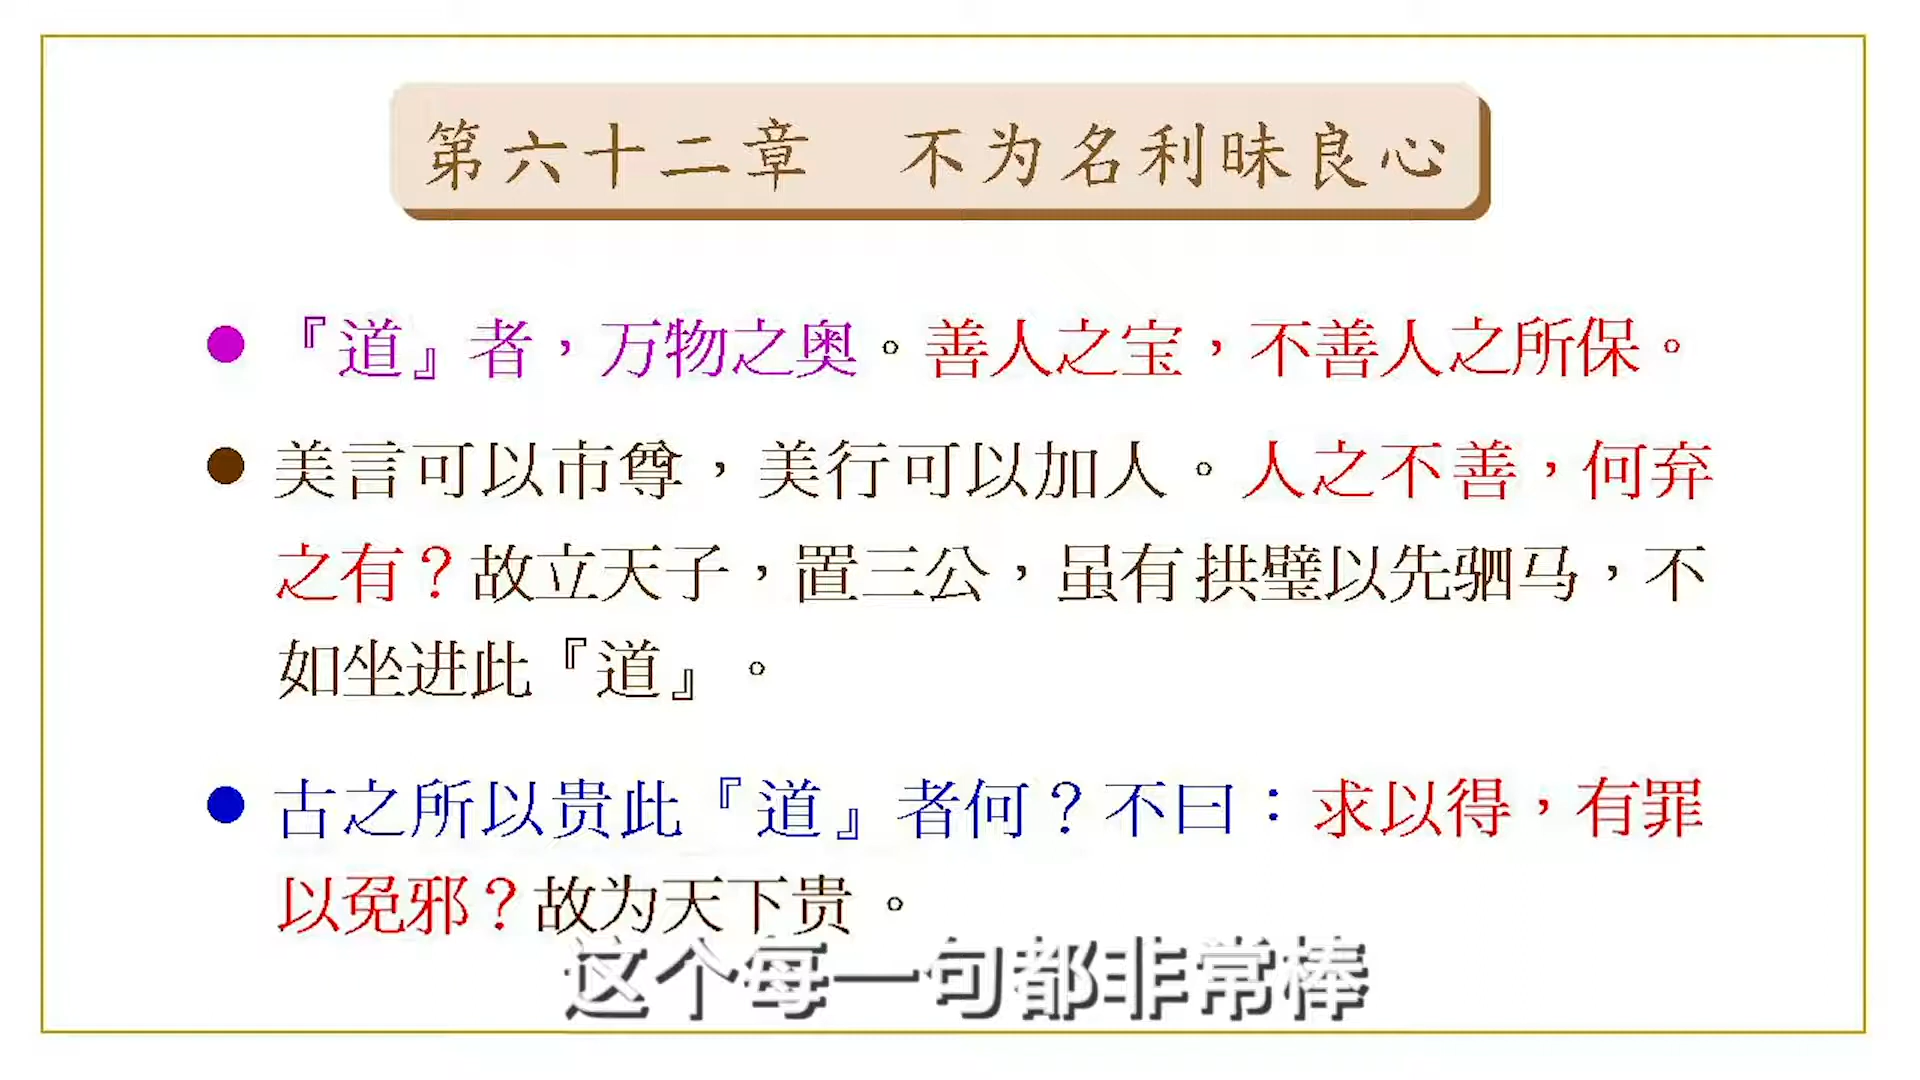 第六十二章　不为名利昧良心
『道』者，万物之奥。善人之宝，不善人之所保。
美言可以市尊，美行可以加人。人之不善，何弃
之有？故立天子，置三公，虽有拱璧以先驷马，不
如坐进此『道』。
古之所以贵此『道』者何？不曰：求以得，有罪
以免邪？故为天下贵。
这个每一句都非常棒